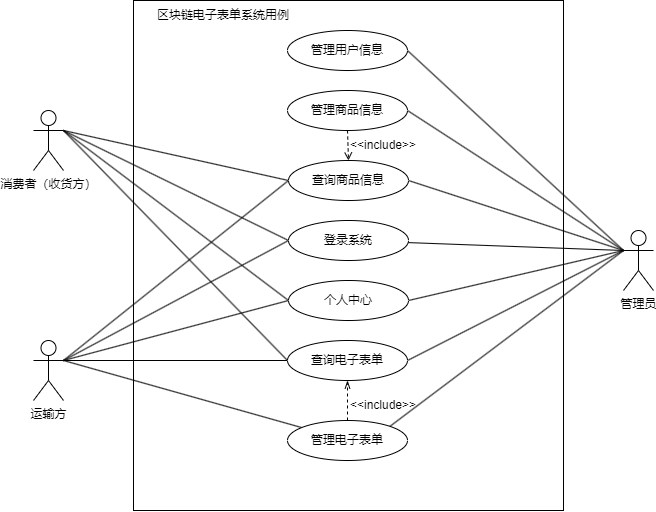 区块链电子表单系统用例
管理用户信息
管理商品信息
<<include>>
消费者（收货方）
查询商品信息
登录系统
个人中心
管理员
查询电子表单
<<include>>
运输方
管理电子表单